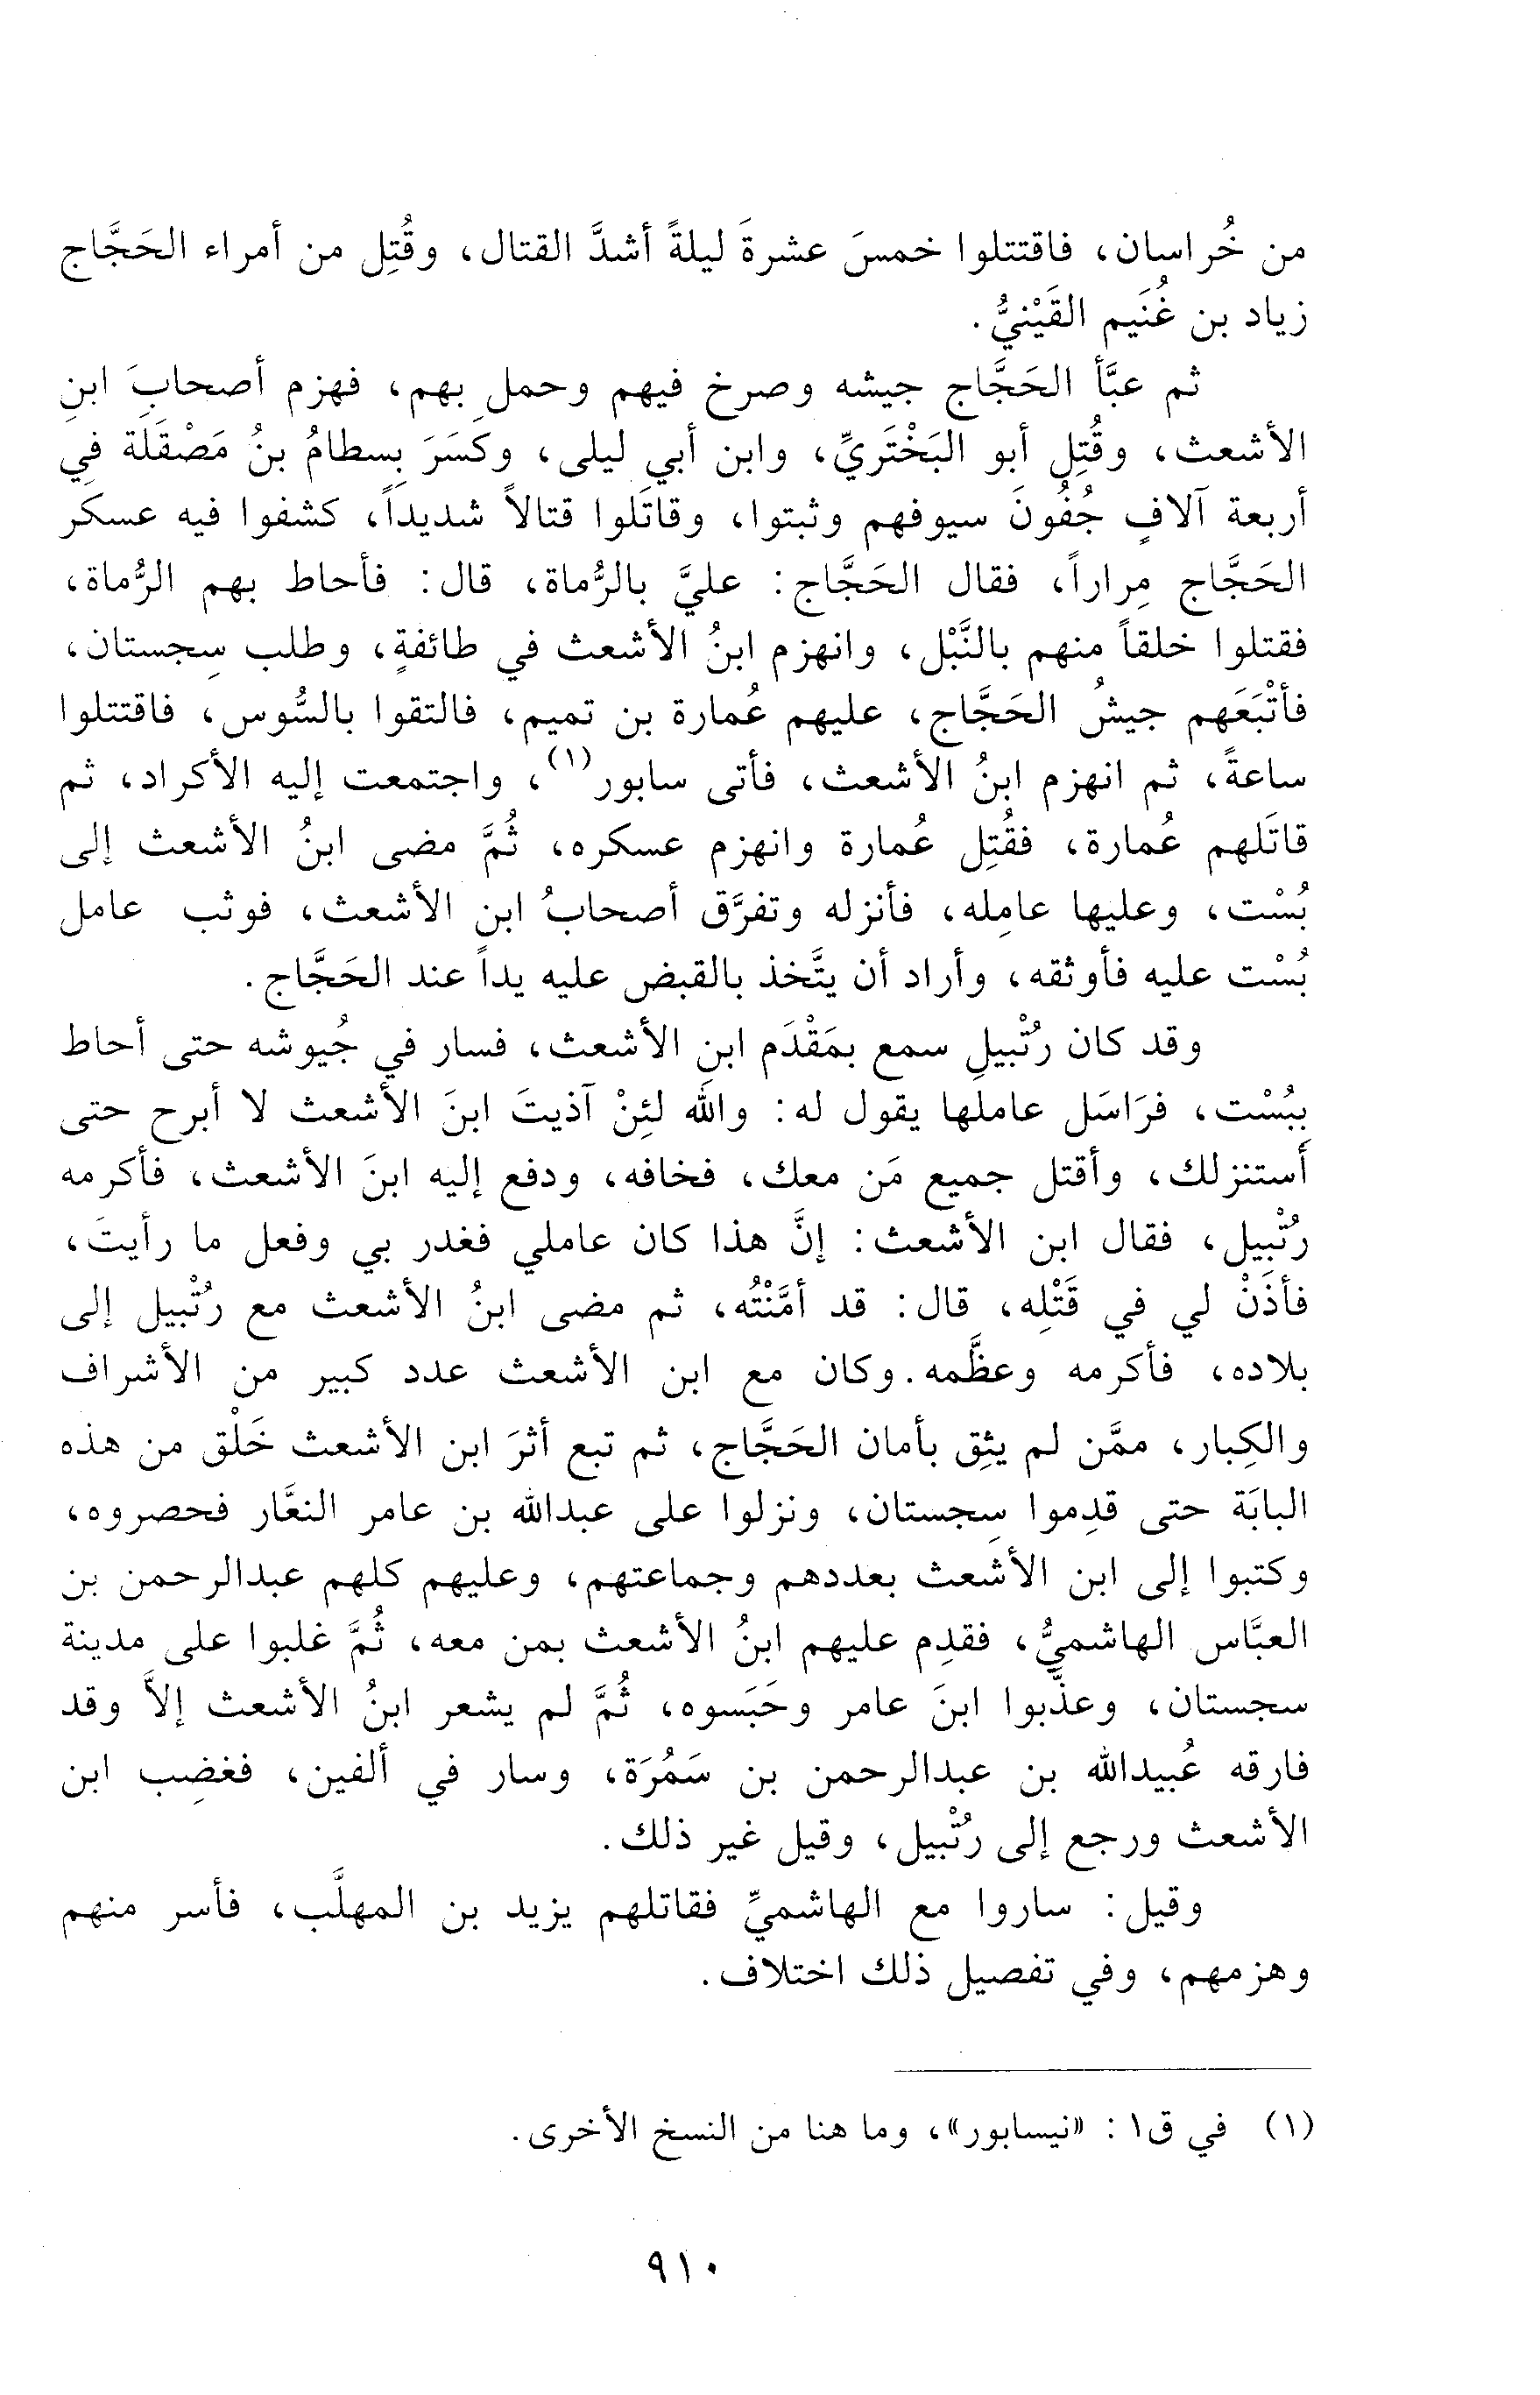 من خُراسان، فاقتتلوا خمسَ عشرةَ ليلةً أشدَّ القتال، وقُتِل من أمراء الحَجَّاج
زياد بن غُنَيم القَيْنيُّ.
ثم عبَّأ الحَجَّاج جيشه وصرخ فيهم وحمل بهم، فهزم أصحابَ ابنِ
الأشعث، وقُتِل أبو البَخْتَريِّ، وابن أبي ليلى، وكَسَرَ بِسطامُ بنُ مَصْقَلَة في
أربعة آلافٍ جُفُونَ سيوفهم وثبتوا، وقاتَلوا قتالاً شديداً، كشفوا فيه عسكر
الحَجَّاج مِراراً، فقال الحَجَّاج: عليَّ بالرُّماة، قال: فأحاط بهم الرُّماة،
فقتلوا خلقاً منهم بالنَّبْل، وانهزم ابنُ الأشعث في طائفةٍ، وطلب سِجستان،
فأتْبَعَهم جيشُ الحَجَّاج، عليهم عُمارة بن تميم، فالتقوا بالسُّوس، فاقتتلوا
ساعةً، ثم انهزم ابنُ الأشعث، فأتى سابور(١)، واجتمعت إليه الأكراد، ثم
قاتَلهم عُمارة، فقُتِل عُمارة وانهزم عسكره، ثُمَّ مضى ابنُ الأشعث إلى
بُسْت، وعليها عامِله، فأنزله وتفرَّق أصحابُ ابن الأشعث، فوثب عامل
بُسْت عليه فأوثقه، وأراد أن يتَّخذ بالقبض عليه يداً عند الحَجَّاج.
وقد كان رُتْبيلِ سمع بمَقْدَم ابنِ الأشعث، فسار في جُيوشه حتى أحاط
بِبُسْت، فرَاسَل عاملها يقول له: والله لئِنْ آذيتَ ابنَ الأشعث لا أبرح حتى
أستنزلك، وأقتل جميع مَن معك، فخافه، ودفع إليه ابنَ الأشعث، فأكرمه
رُتْبيل، فقال ابن الأشعث: إنَّ هذا كان عاملي فغدر بي وفعل ما رأيتَ،
فأذَنْ لي في قَتْلِه، قال: قد أمَّنْتُه، ثم مضى ابنُ الأشعث مع رُتْبيل إلى
بلاده، فأكرمه وعظَّمه. وكان مع ابن الأشعث عدد كبير من الأشراف
والكِبار، ممَّن لم يثِق بأمان الحَجَّاج، ثم تبع أثرَ ابن الأشعث خَلْق من هذه
البابَة حتى قدِموا سِجستان، ونزلوا على عبدالله بن عامر النعَّار فحصروه،
وكتبوا إلى ابن الأشعث بعددهم وجماعتهم، وعليهم كلهم عبدالرحمن بن
العبَّاس الهاشميُّ، فقدِم عليهم ابنُ الأشعث بمن معه، ثُمَّ غلبوا على مدينة
سجستان، وعذَّبوا ابنَ عامر وحَبَسوه، ثُمَّ لم يشعر ابنُ الأشعث إلاَّ وقد
فارقه عُبيدالله بن عبدالرحمن بن سَمُرَة، وسار في ألفين، فغضِب ابن
الأشعث ورجع إلى رُتْبيل، وقيل غير ذلك.
وقيل: ساروا مع الهاشميِّ فقاتلهم يزيد بن المهلَّب، فأسر منهم
وهزمهم، وفي تفصيل ذلك اختلاف.
(١) في ق١: «نيسابور»، وما هنا من النسخ الأخرى.
٩١٠